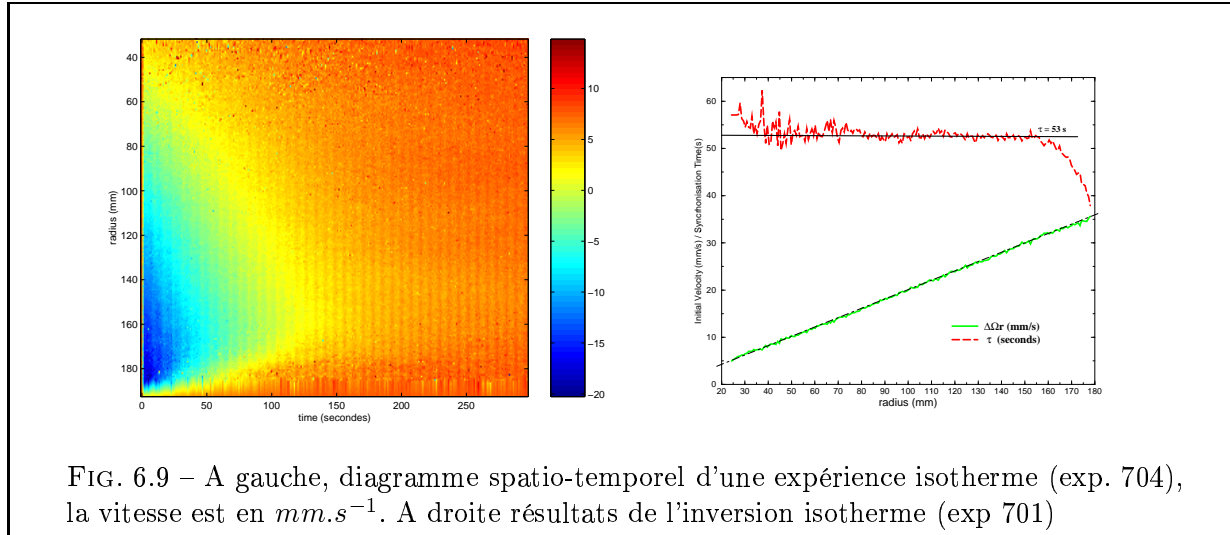 40
60
80
100
120
140
160
180
radius (mm)
0
50
100
150
200
250
time (secondes)
10
5
0
−5
−10
−15
−20
60
50
40
30
20
10
0
Initial Velocity (mm/s) / Syncrhonisation Time(s)
τ = 53 s
ΔΩr (mm/s)
τ (seconds)
20 30 40 50 60 70 80 90 100 110 120 130 140 150 160 170 180
radius (mm)
FIG. 6.9 – A gauche, diagramme spatio-temporel d'une expérience isotherme (exp. 704),
la vitesse est en mm.s⁻¹. A droite résultats de l'inversion isotherme (exp 701)